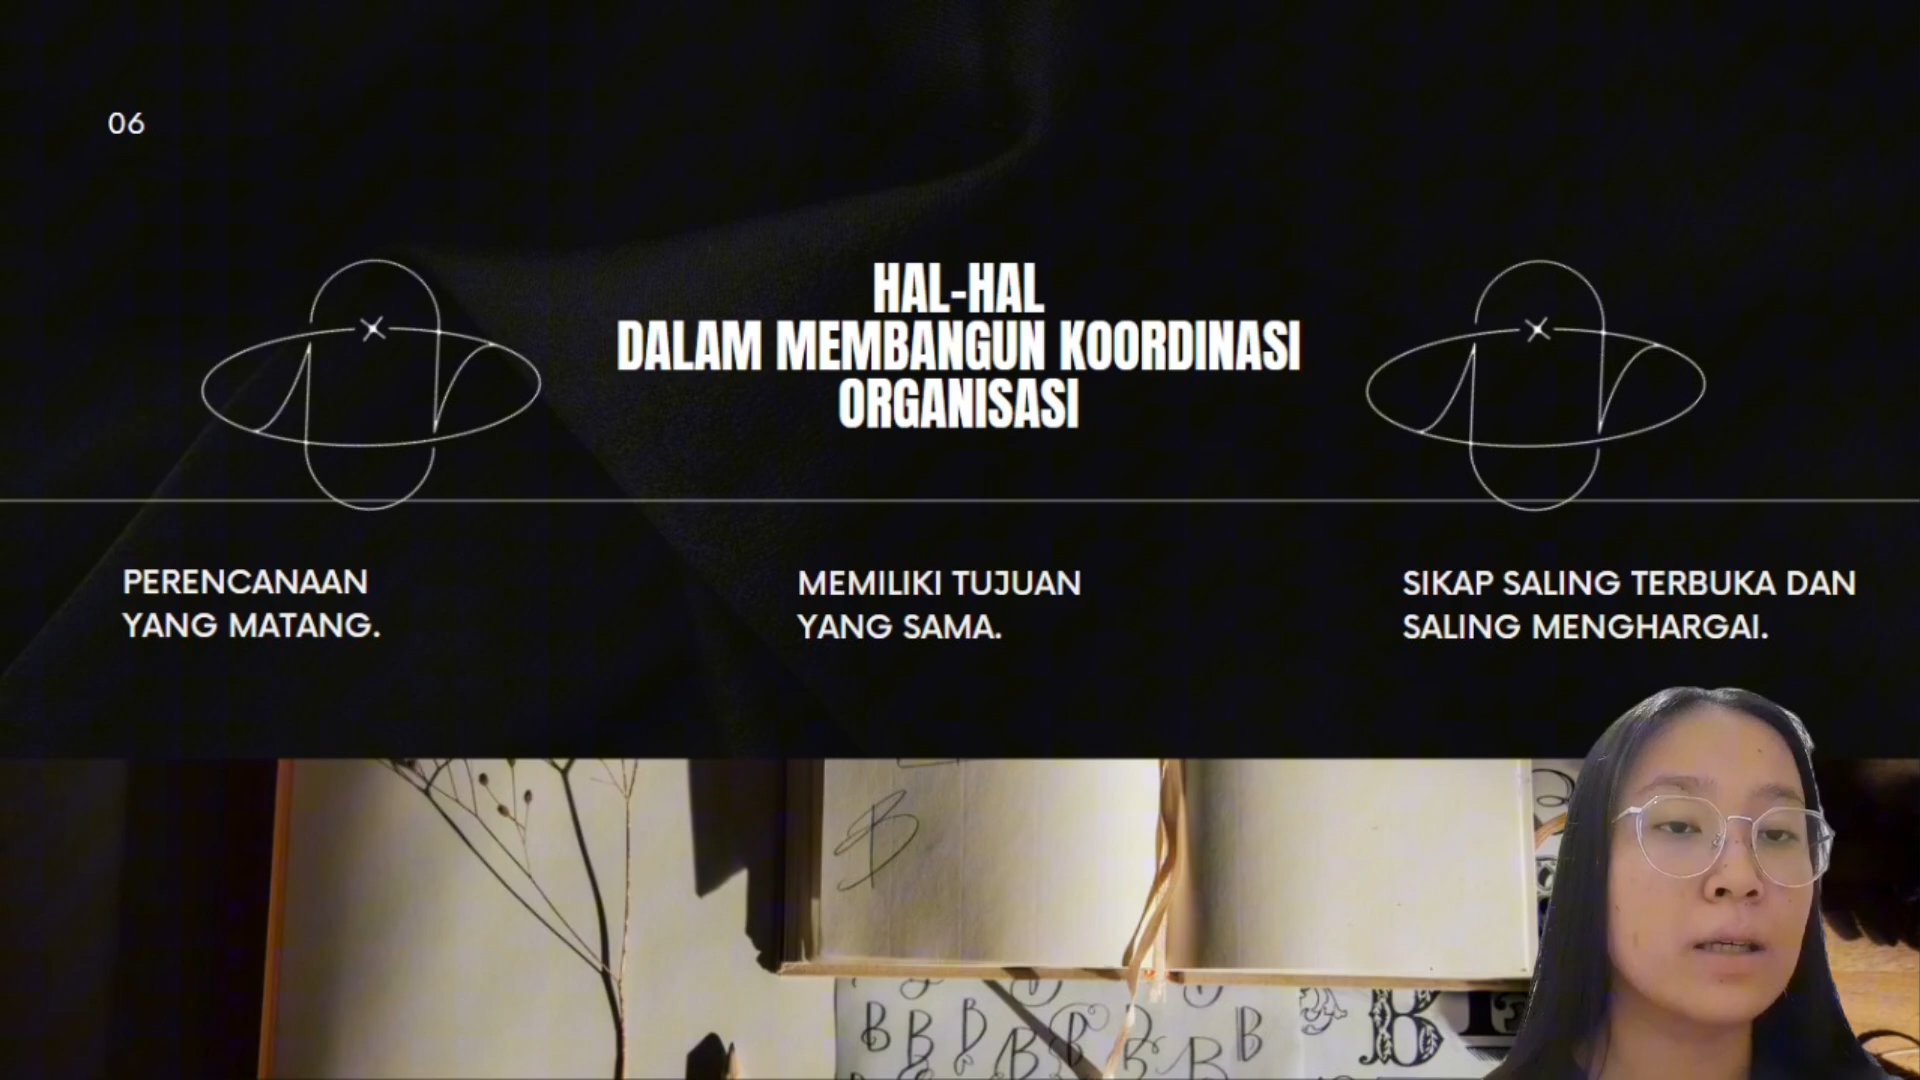 06
HAL-HAL
DALAM MEMBANGUN KOORDINASI
ORGANISASI
PERENCANAAN
YANG MATANG.
MEMILIKI TUJUAN
YANG SAMA.
SIKAP SALING TERBUKA DAN
SALING MENGHARGAI.
B
B B B B B B B B
B